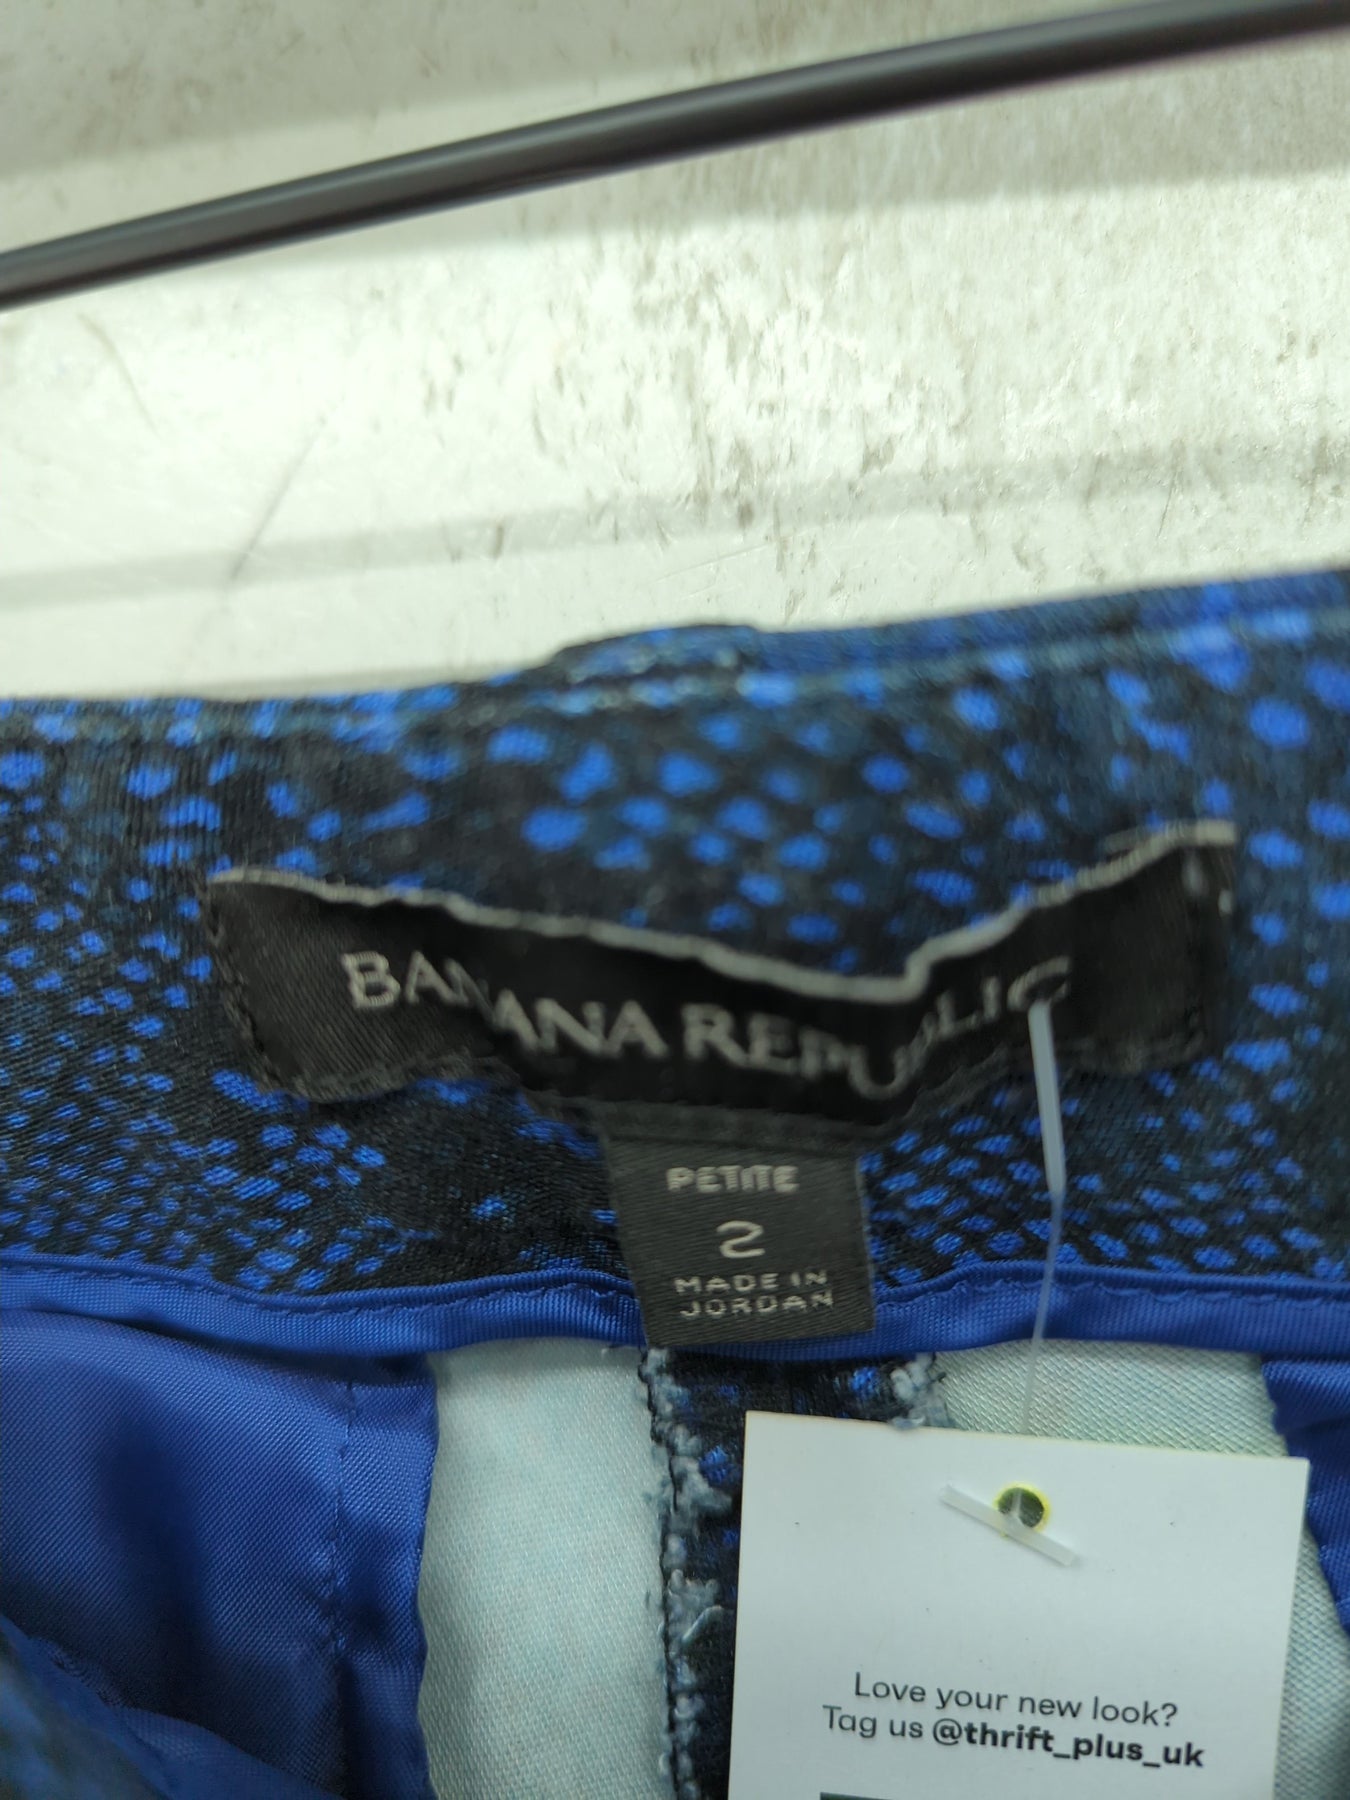 BANANA REPUBLIC
PETITE
2
MADE IN
JORDAN
Love your new look?
Tag us @thrift_plus_uk